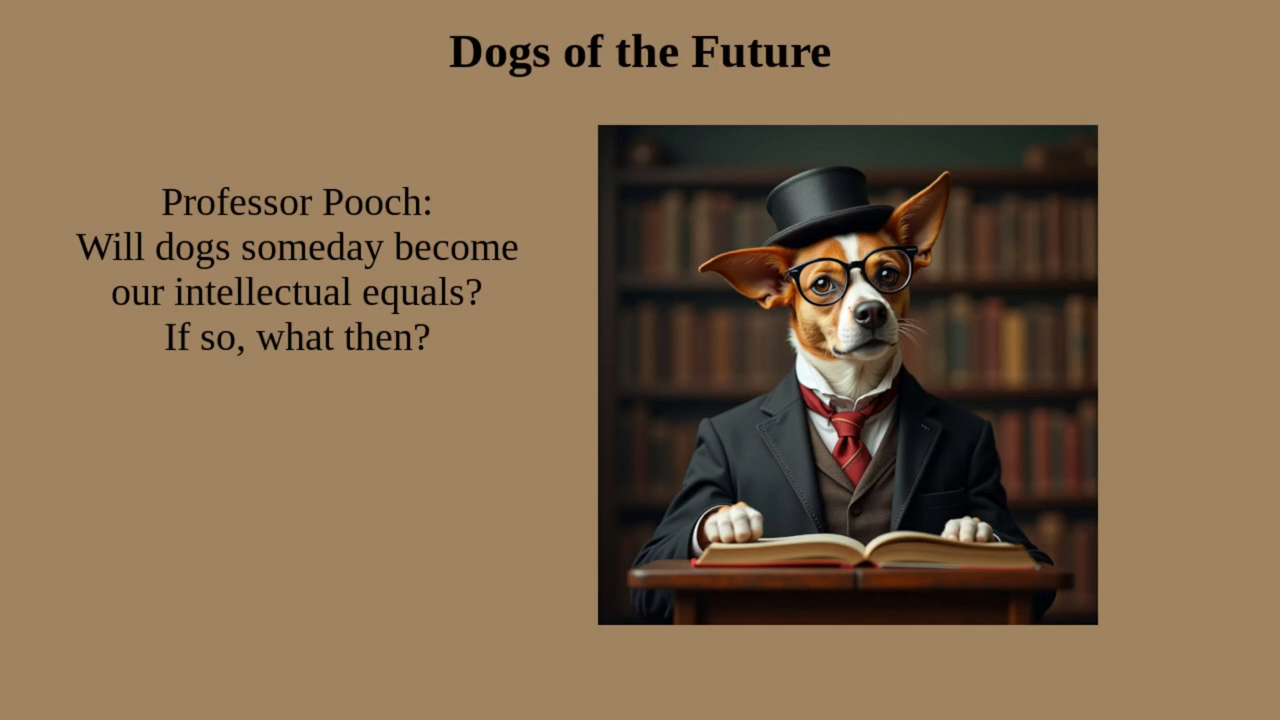 Dogs of the Future
Professor Pooch:
Will dogs someday become
our intellectual equals?
If so, what then?